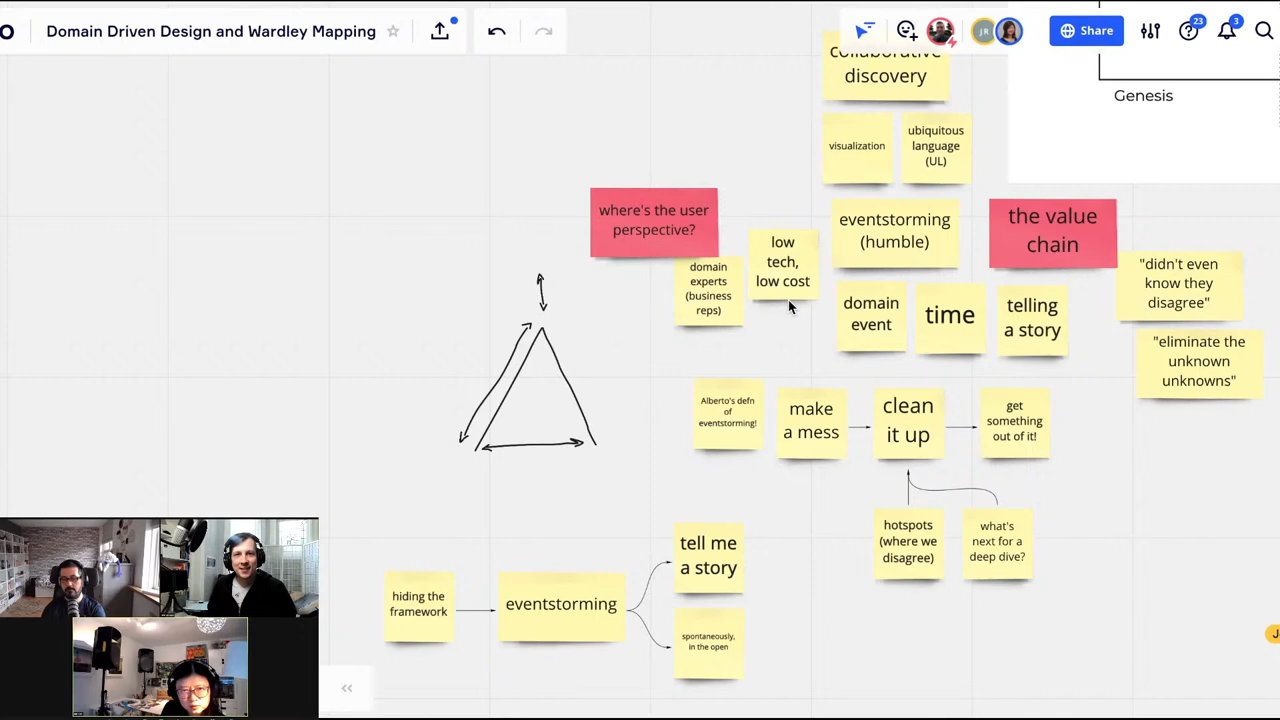 Domain Driven Design and Wardley Mapping
JR
Share
23
3
collaborative
discovery
Genesis
visualization
ubiquitous
language
(UL)
where's the user
perspective?
low
tech,
low cost
eventstorming
(humble)
the value
chain
domain
experts
(business
reps)
domain
event
time
telling
a story
"didn't even
know they
disagree"
"eliminate the
unknown
unknowns"
Alberto's defn
of
eventstorming!
make
a mess
clean
it up
get
something
out of it!
hotspots
(where we
disagree)
what's
next for a
deep dive?
hiding the
framework
eventstorming
tell me
a story
spontaneously,
in the open